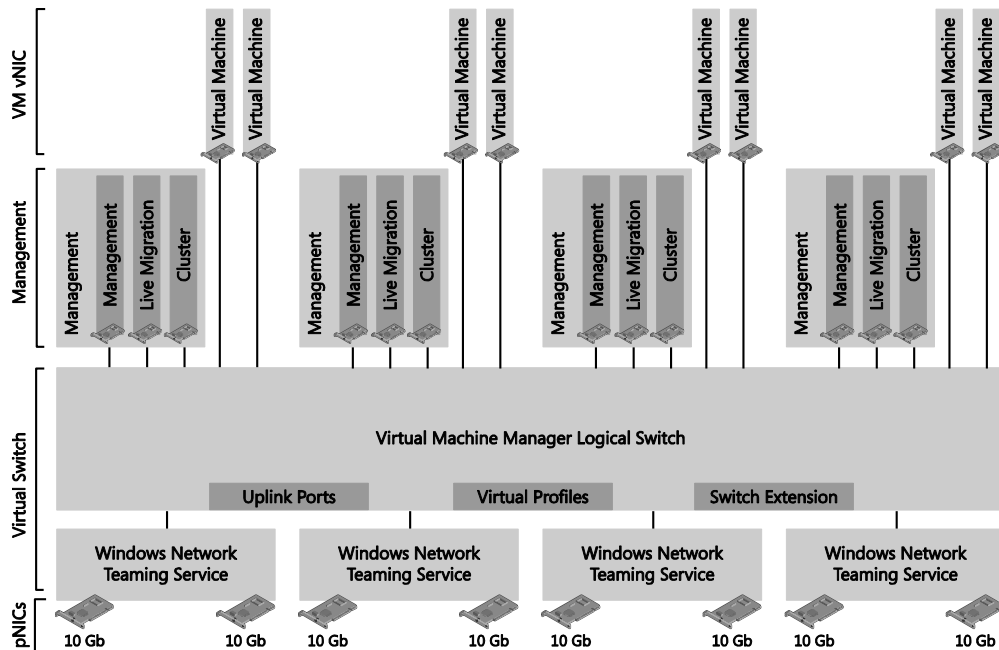 VM vNIC
Virtual Machine
Virtual Machine
Virtual Machine
Virtual Machine
Virtual Machine
Virtual Machine
Virtual Machine
Virtual Machine
Management
Management
Management
Live Migration
Cluster
Management
Management
Live Migration
Cluster
Management
Management
Live Migration
Cluster
Management
Management
Live Migration
Cluster
Virtual Switch
Virtual Machine Manager Logical Switch
Uplink Ports
Virtual Profiles
Switch Extension
Windows Network
Teaming Service
Windows Network
Teaming Service
Windows Network
Teaming Service
Windows Network
Teaming Service
pNICs
10 Gb
10 Gb
10 Gb
10 Gb
10 Gb
10 Gb
10 Gb
10 Gb